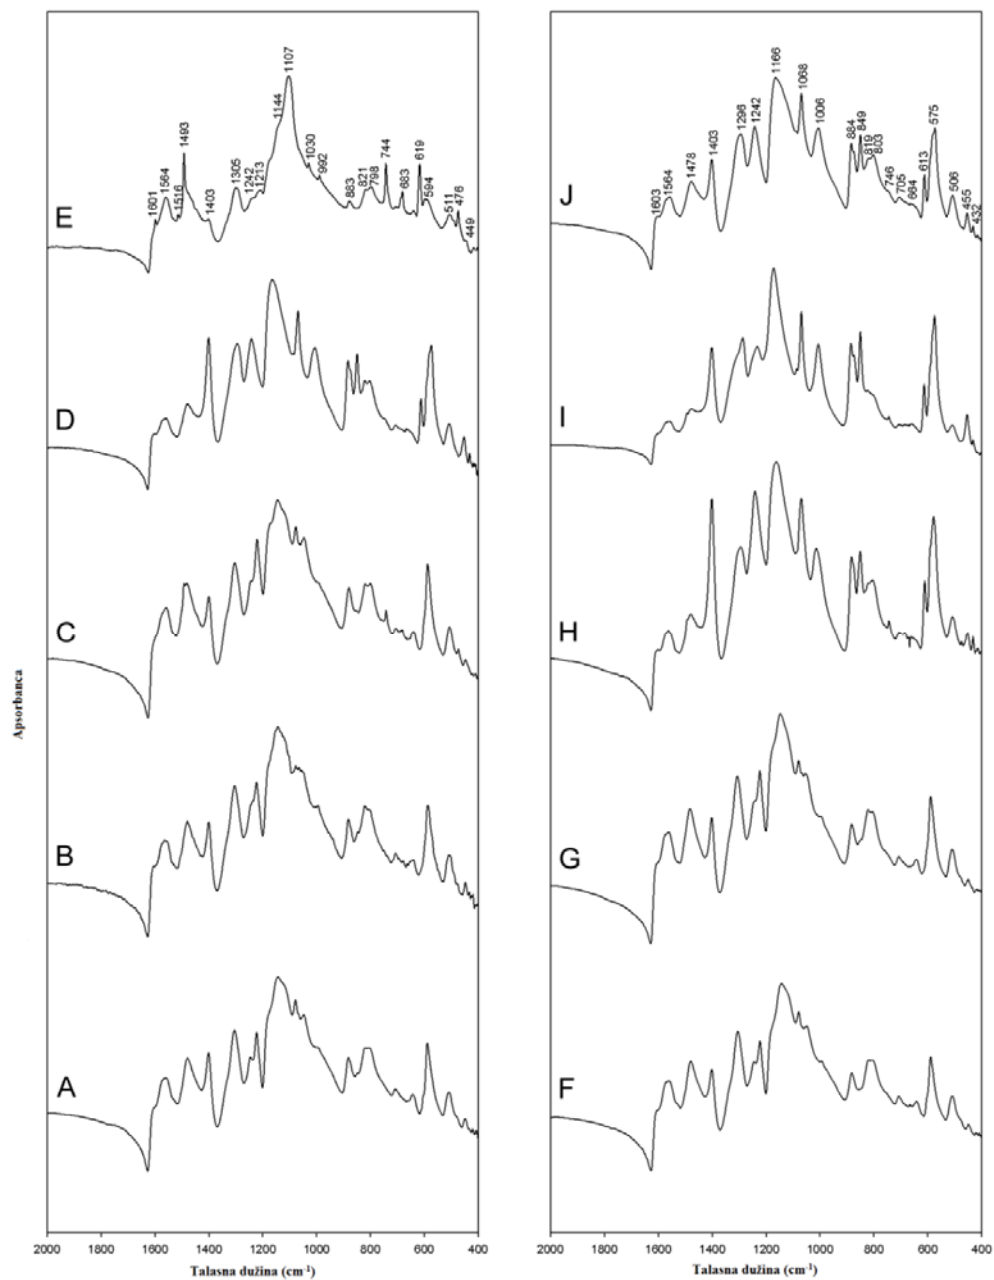 1107
1144
1493
1030
992
744
619
1305
1564
1242
1213
821
798
683
594
883
1601
1516
1403
511
476
449
E
D
C
B
A
2000 1800 1600 1400 1200 1000 800 600 400
Talasna dužina (cm-1)
Apsorbanca
1166
1068
1296
1242
1006
884
849
819
803
575
1403
1478
1564
1603
746
705
664
613
506
455
432
J
I
H
G
F
2000 1800 1600 1400 1200 1000 800 600 400
Talasna dužina (cm-1)